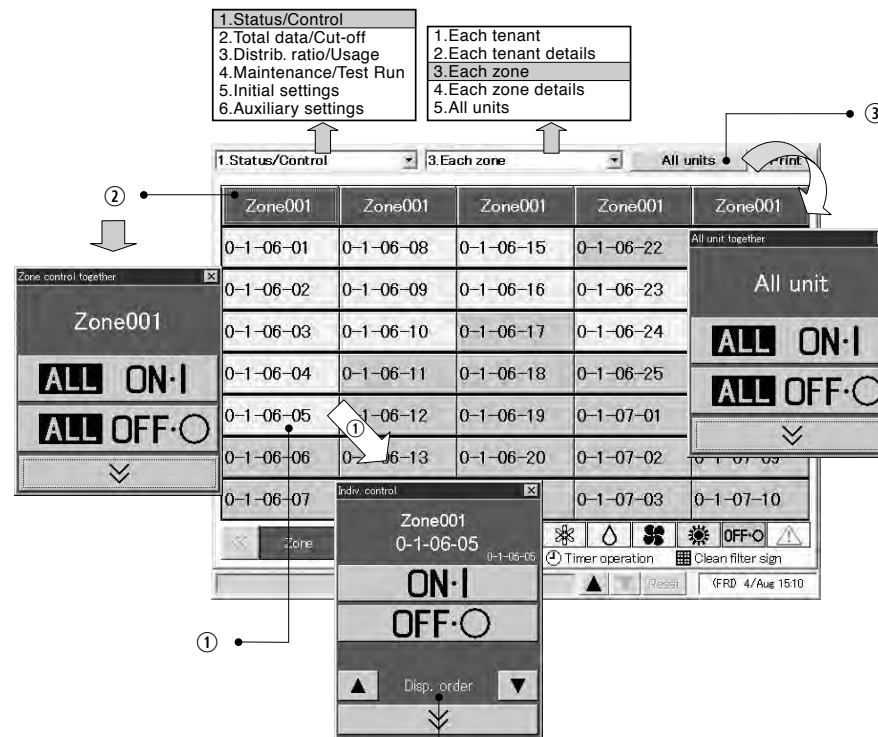 1.Status/Control
2.Total data/Cut-off
3.Distrib. ratio/Usage
4.Maintenance/Test Run
5.Initial settings
6.Auxiliary settings
1.Each tenant
2.Each tenant details
3.Each zone
4.Each zone details
5.All units
③
1.Status/Control 3.Each zone All units Print
②
Zone001 Zone001 Zone001 Zone001 Zone001
0-1-06-01 0-1-06-08 0-1-06-15 0-1-06-22
0-1-06-02 0-1-06-09 0-1-06-16 0-1-06-23
0-1-06-03 0-1-06-10 0-1-06-17 0-1-06-24
0-1-06-04 0-1-06-11 0-1-06-18 0-1-06-25
0-1-06-05 1-06-12 0-1-06-19 0-1-07-01
0-1-06-06 06-13 0-1-06-20 0-1-07-02 0-1-07-09
0-1-06-07 0-1-07-03 0-1-07-10
Zone control together
Zone001
ALL ON·I
ALL OFF·○
All unit together
All unit
ALL ON·I
ALL OFF·○
①
①
Indiv. control
Zone001
0-1-06-05
0-1-06-05
ON·I
OFF·○
Disp. order
Zone
OFF·○
Timer operation Clean filter sign
Reset (FRI) 4/Aug 15:10